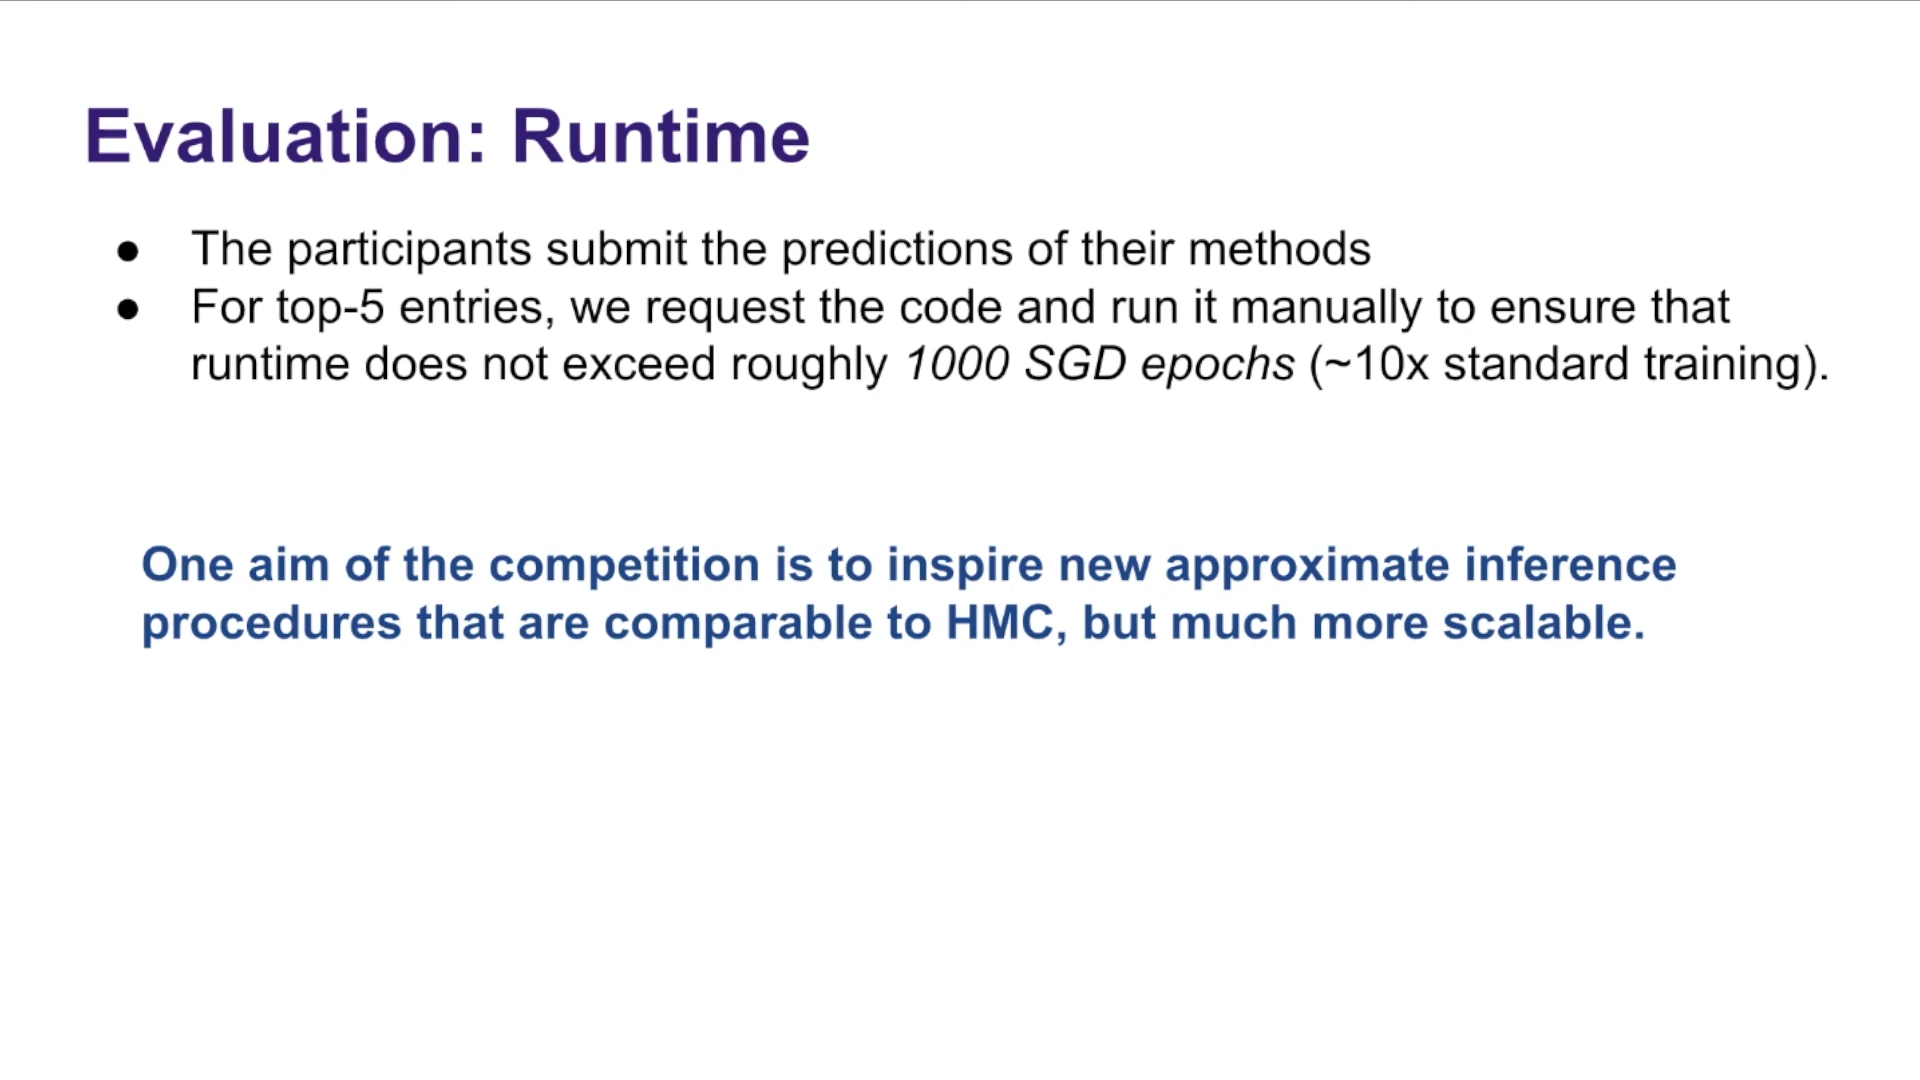 Evaluation: Runtime
● The participants submit the predictions of their methods
● For top-5 entries, we request the code and run it manually to ensure that
runtime does not exceed roughly 1000 SGD epochs (~10x standard training).
One aim of the competition is to inspire new approximate inference
procedures that are comparable to HMC, but much more scalable.